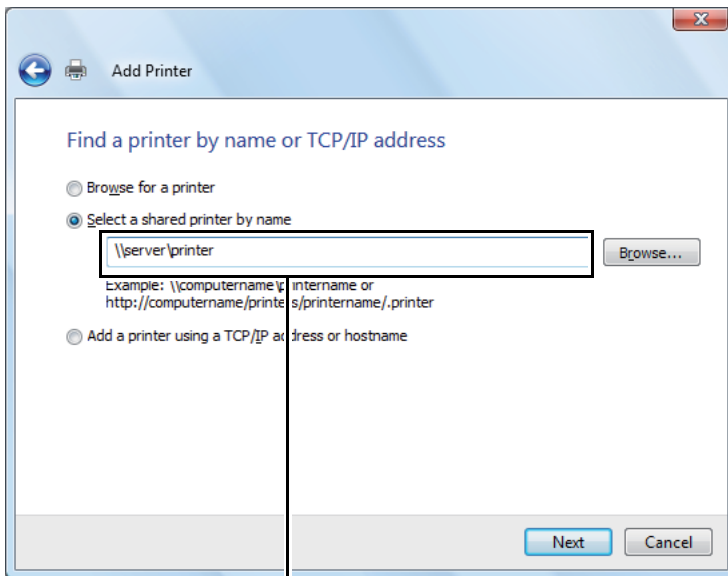 Add Printer
Find a printer by name or TCP/IP address
Browse for a printer
Select a shared printer by name
\\server\printer
Browse...
Example: \\computername\printername or
http://computername/printers/printername/.printer
Add a printer using a TCP/IP address or hostname
Next Cancel